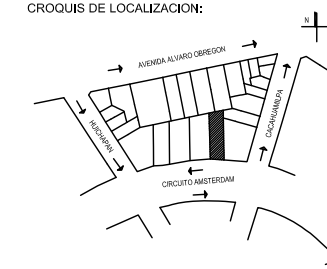 CROQUIS DE LOCALIZACION:
N
AVENIDA ALVARO OBREGON
HUICHAPAN
CACAHUAMILPA
CIRCUITO AMSTERDAM